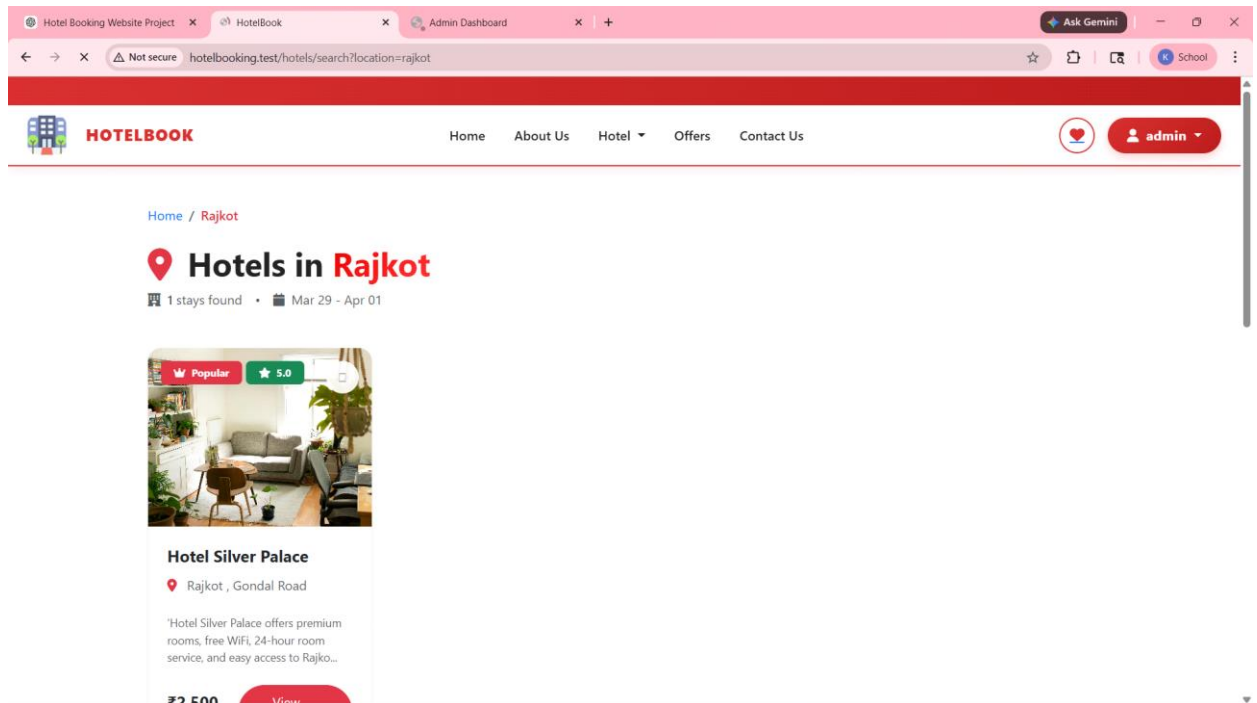 Hotel Booking Website Project
HotelBook
Admin Dashboard
Ask Gemini
Not secure
hotelbooking.test/hotels/search?location=rajkot
K School
HOTELBOOK
Home
About Us
Hotel
Offers
Contact Us
admin
Home / Rajkot
Hotels in Rajkot
1 stays found • Mar 29 - Apr 01
Popular
5.0
Hotel Silver Palace
Rajkot , Gondal Road
'Hotel Silver Palace offers premium
rooms, free WiFi, 24-hour room
service, and easy access to Rajko...
₹2,500
View